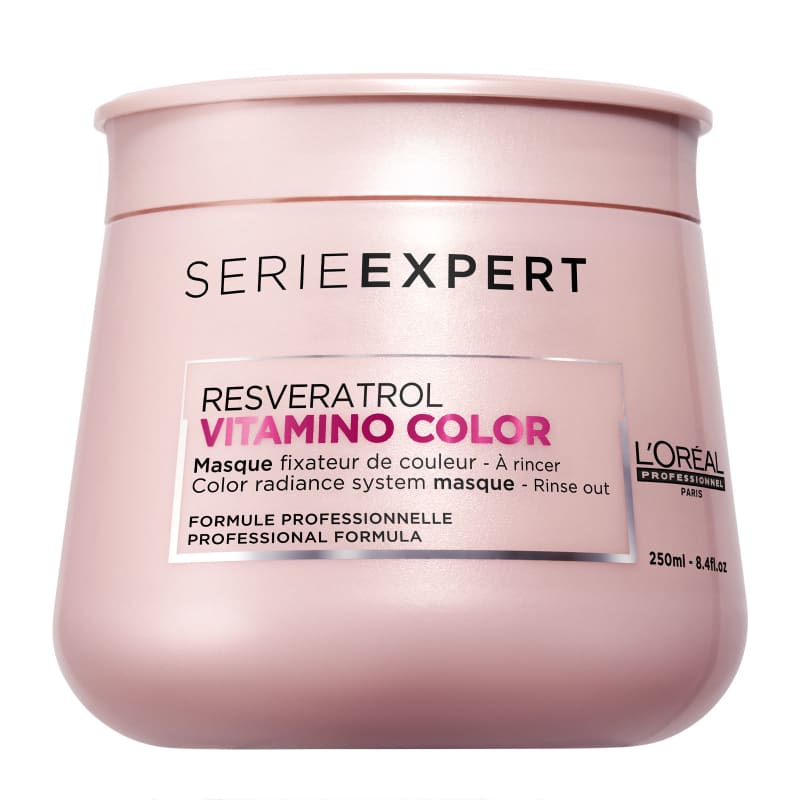 SERIEEXPERT
RESVERATROL
VITAMINO COLOR
Masque fixateur de couleur - À rincer
Color radiance system masque - Rinse out
FORMULE PROFESSIONNELLE
PROFESSIONAL FORMULA
L'ORÉAL
PROFESSIONNEL
PARIS
250ml - 8.4fl.oz